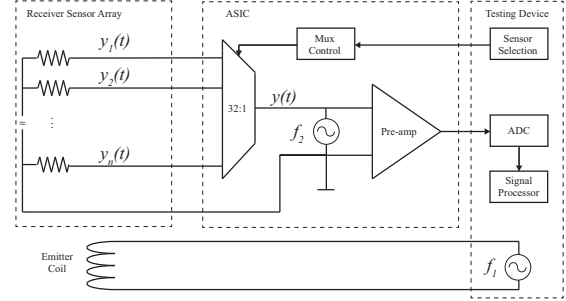 Receiver Sensor Array
ASIC
Testing Device
y1(t)
y2(t)
⋮
yn(t)
≈
32:1
Mux
Control
Sensor
Selection
y(t)
f2
Pre-amp
ADC
Signal
Processor
Emitter
Coil
f1